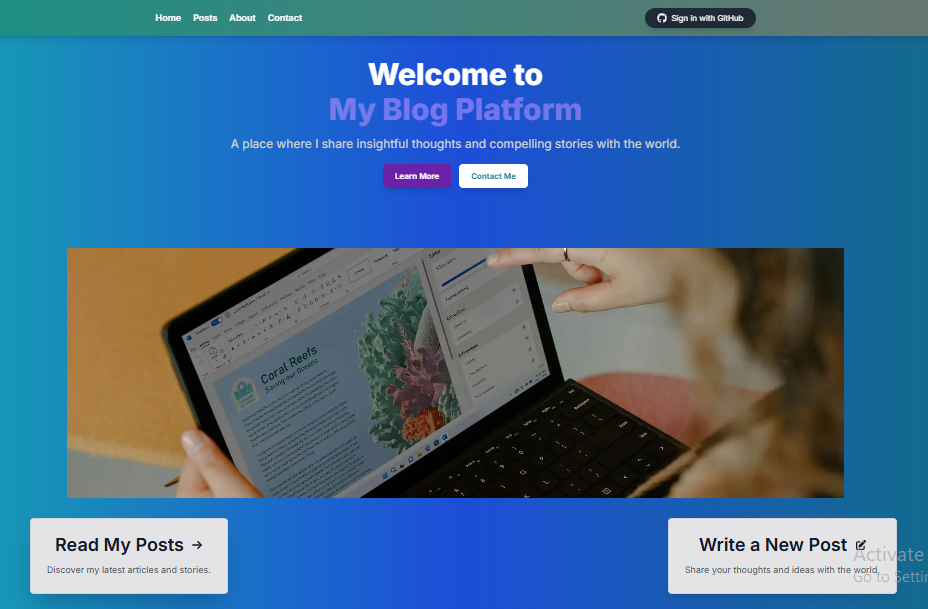 Home Posts About Contact
Sign in with GitHub
Welcome to
My Blog Platform
A place where I share insightful thoughts and compelling stories with the world.
Learn More
Contact Me
Coral Reefs
Saving our Oceans
Read My Posts
Discover my latest articles and stories.
Write a New Post
Share your thoughts and ideas with the world.
Activate
Go to Settin